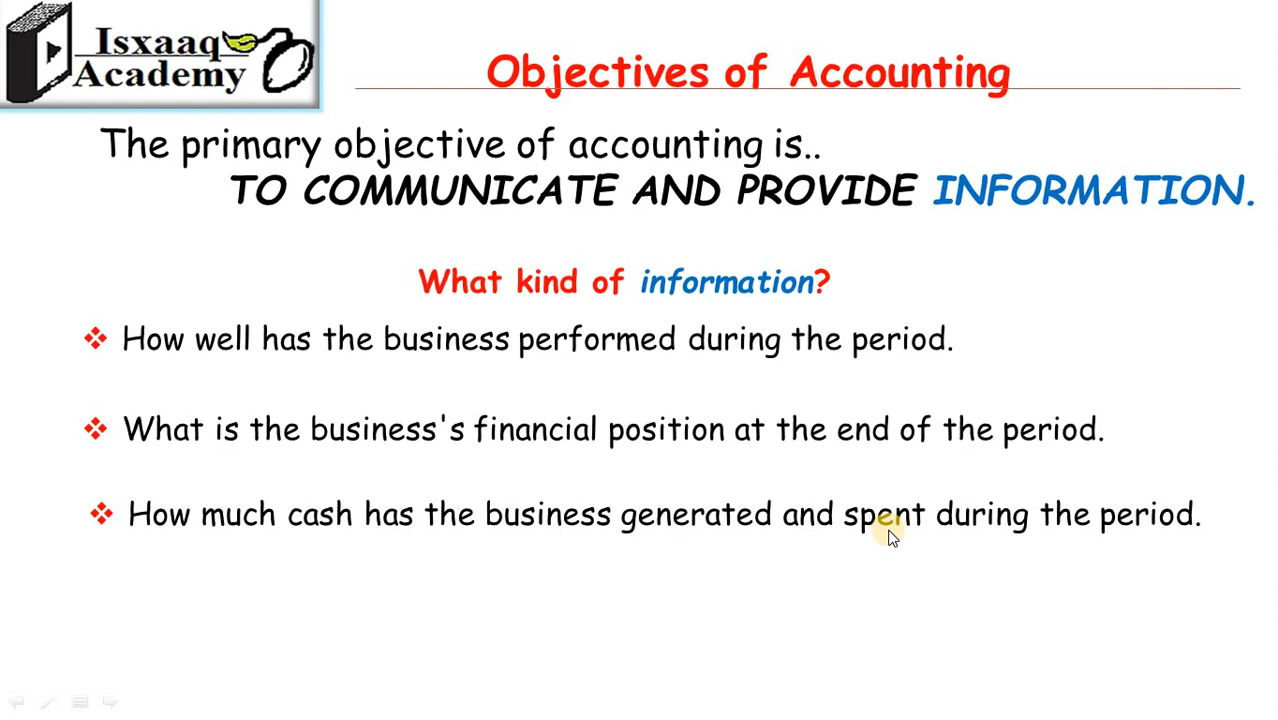 Isxaaq
Academy
Objectives of Accounting
The primary objective of accounting is..
TO COMMUNICATE AND PROVIDE INFORMATION.
What kind of information?
❖ How well has the business performed during the period.
❖ What is the business's financial position at the end of the period.
❖ How much cash has the business generated and spent during the period.